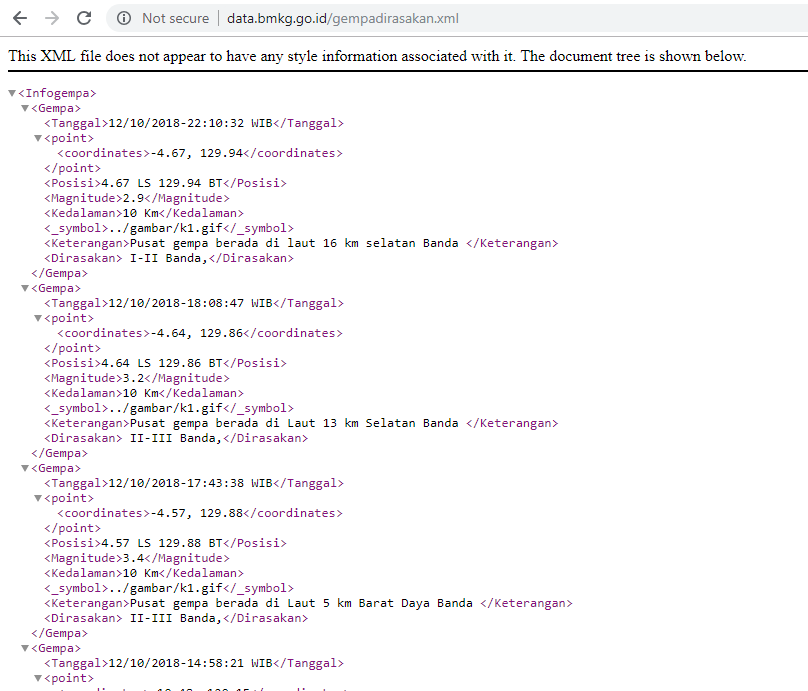 Not secure | data.bmkg.go.id/gempadirasakan.xml
This XML file does not appear to have any style information associated with it. The document tree is shown below.
▼<Infogempa>
▼<Gempa>
<Tanggal>12/10/2018-22:10:32 WIB</Tanggal>
▼<point>
<coordinates>-4.67, 129.94</coordinates>
</point>
<Posisi>4.67 LS 129.94 BT</Posisi>
<Magnitude>2.9</Magnitude>
<Kedalaman>10 Km</Kedalaman>
<_symbol>../gambar/k1.gif</_symbol>
<Keterangan>Pusat gempa berada di laut 16 km selatan Banda </Keterangan>
<Dirasakan> I-II Banda,</Dirasakan>
</Gempa>
▼<Gempa>
<Tanggal>12/10/2018-18:08:47 WIB</Tanggal>
▼<point>
<coordinates>-4.64, 129.86</coordinates>
</point>
<Posisi>4.64 LS 129.86 BT</Posisi>
<Magnitude>3.2</Magnitude>
<Kedalaman>10 Km</Kedalaman>
<_symbol>../gambar/k1.gif</_symbol>
<Keterangan>Pusat gempa berada di Laut 13 km Selatan Banda </Keterangan>
<Dirasakan> II-III Banda,</Dirasakan>
</Gempa>
▼<Gempa>
<Tanggal>12/10/2018-17:43:38 WIB</Tanggal>
▼<point>
<coordinates>-4.57, 129.88</coordinates>
</point>
<Posisi>4.57 LS 129.88 BT</Posisi>
<Magnitude>3.4</Magnitude>
<Kedalaman>10 Km</Kedalaman>
<_symbol>../gambar/k1.gif</_symbol>
<Keterangan>Pusat gempa berada di Laut 5 km Barat Daya Banda </Keterangan>
<Dirasakan> II-III Banda,</Dirasakan>
</Gempa>
▼<Gempa>
<Tanggal>12/10/2018-14:58:21 WIB</Tanggal>
▼<point>